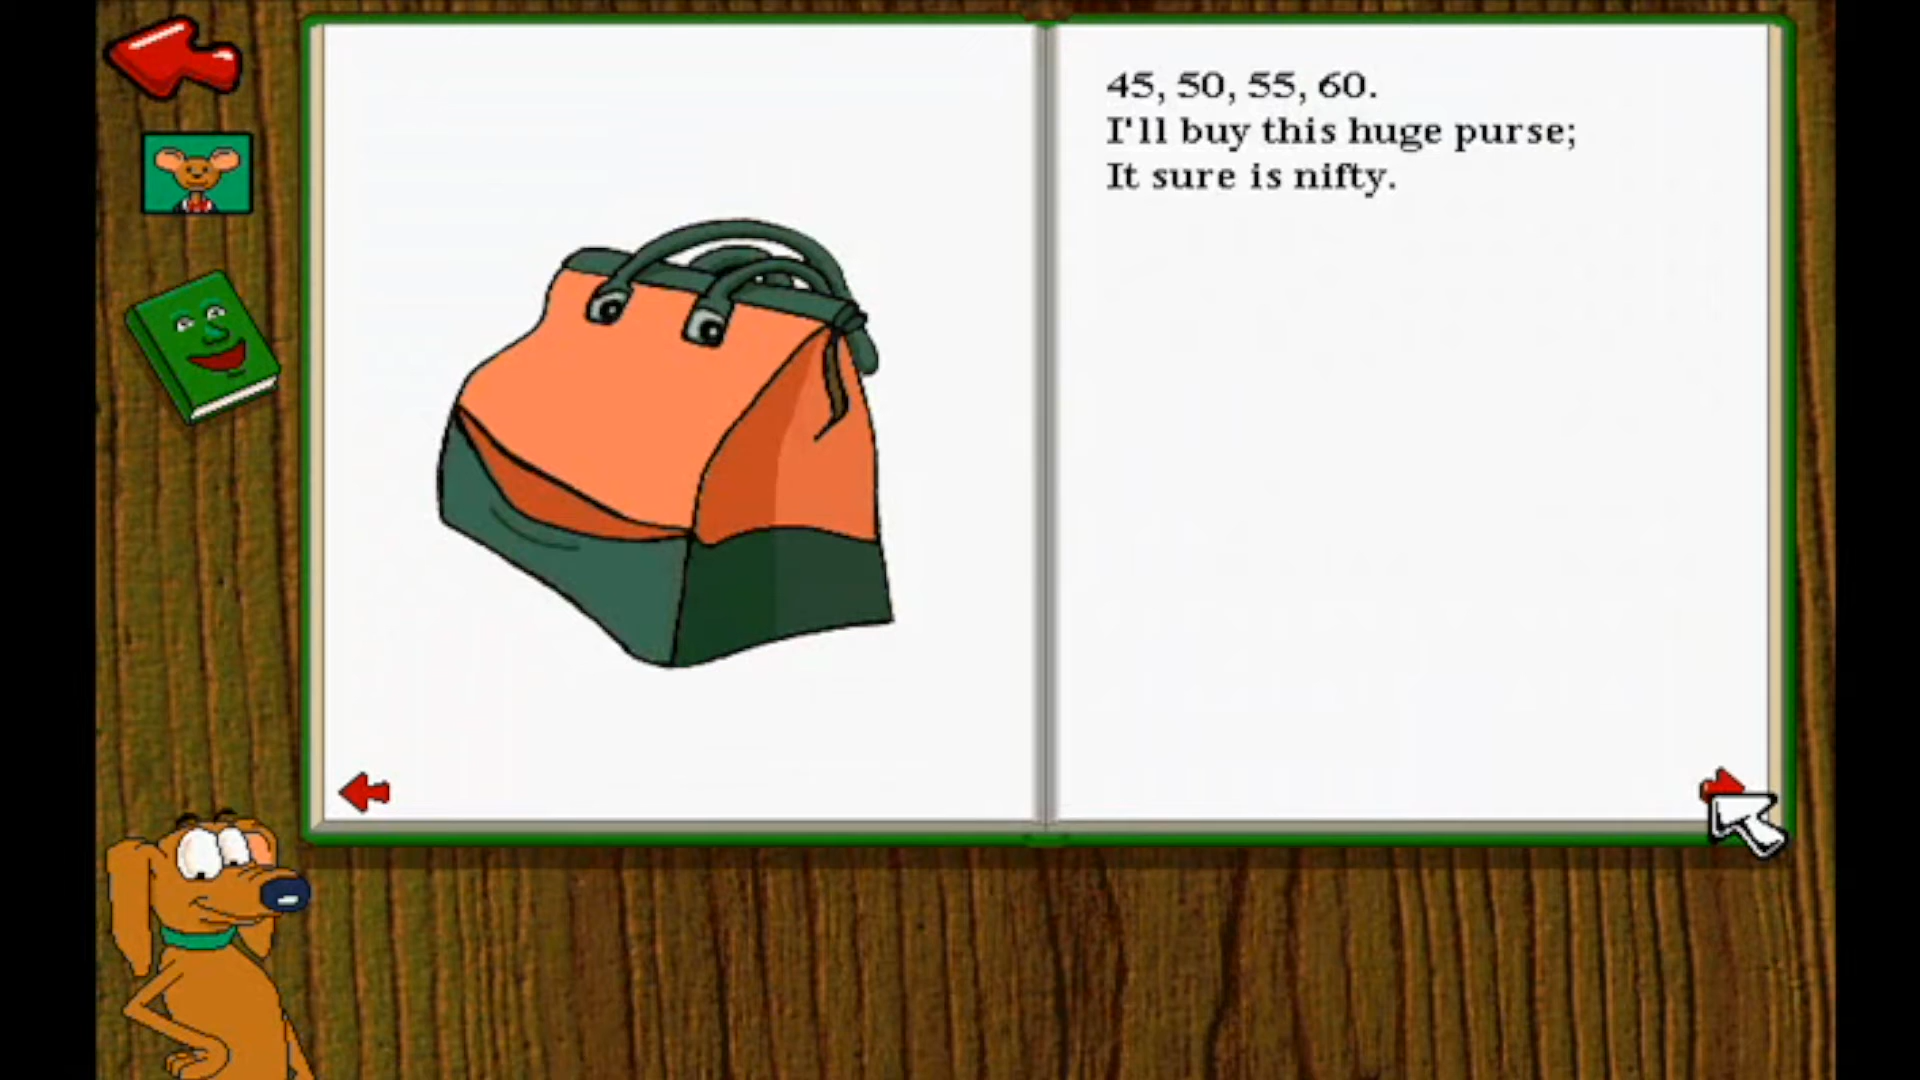 45, 50, 55, 60.
I'll buy this huge purse;
It sure is nifty.